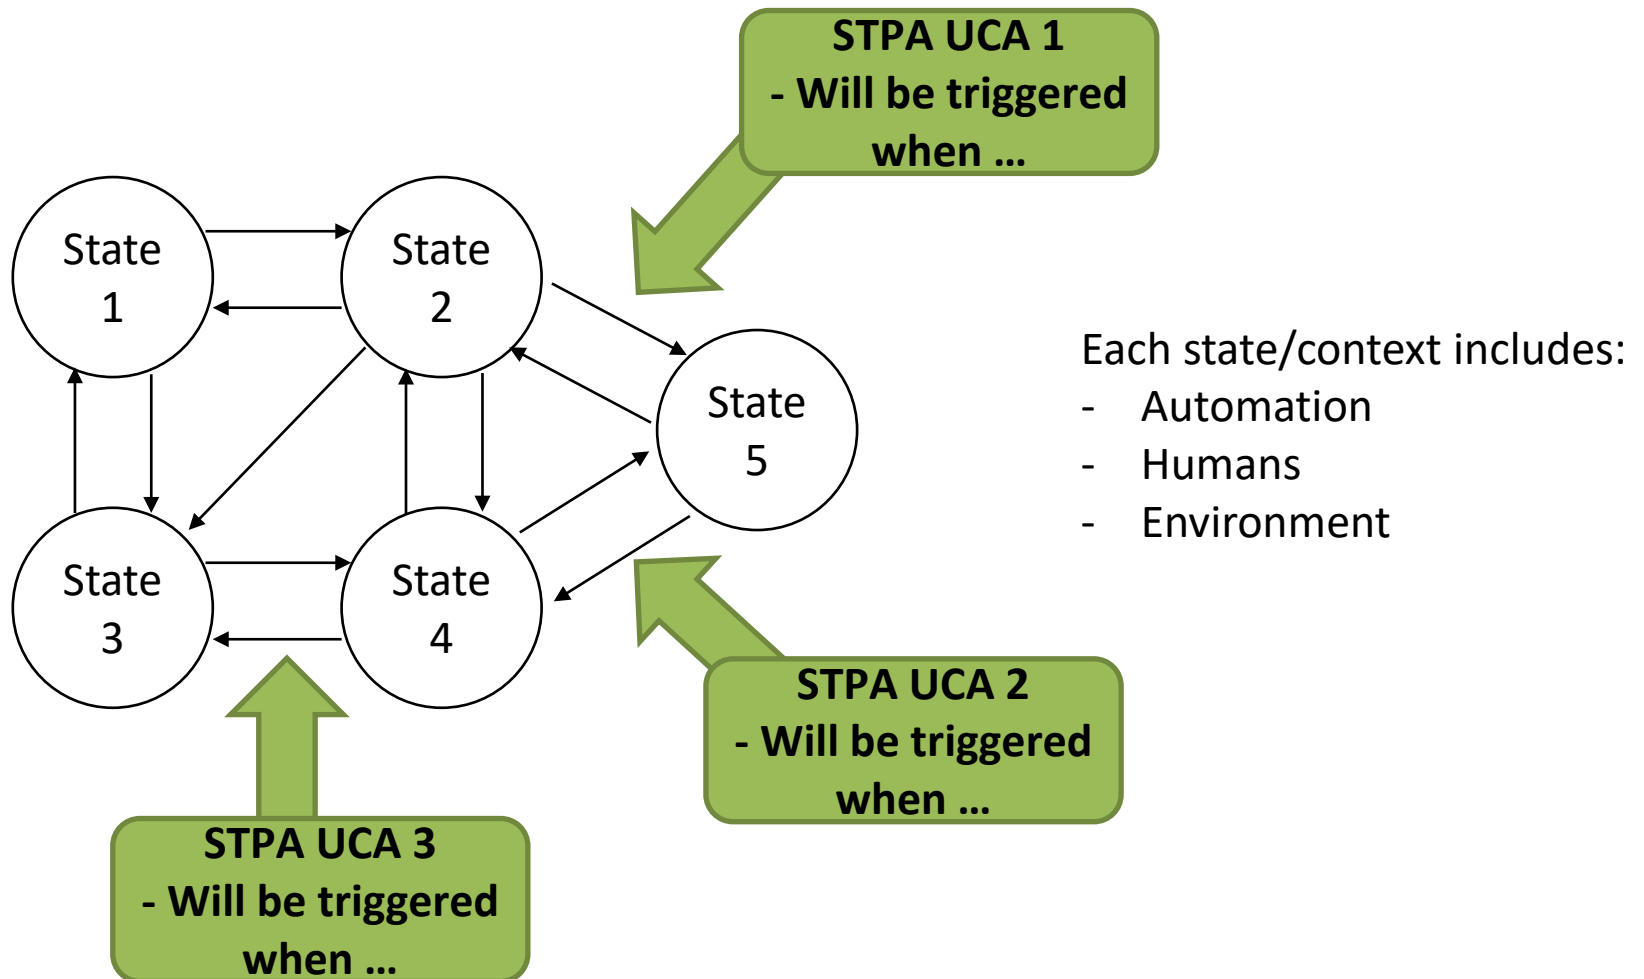 STPA UCA 1
- Will be triggered
when ...
State
1
State
2
State
5
State
3
State
4
Each state/context includes:
- Automation
- Humans
- Environment
STPA UCA 2
- Will be triggered
when ...
STPA UCA 3
- Will be triggered
when ...